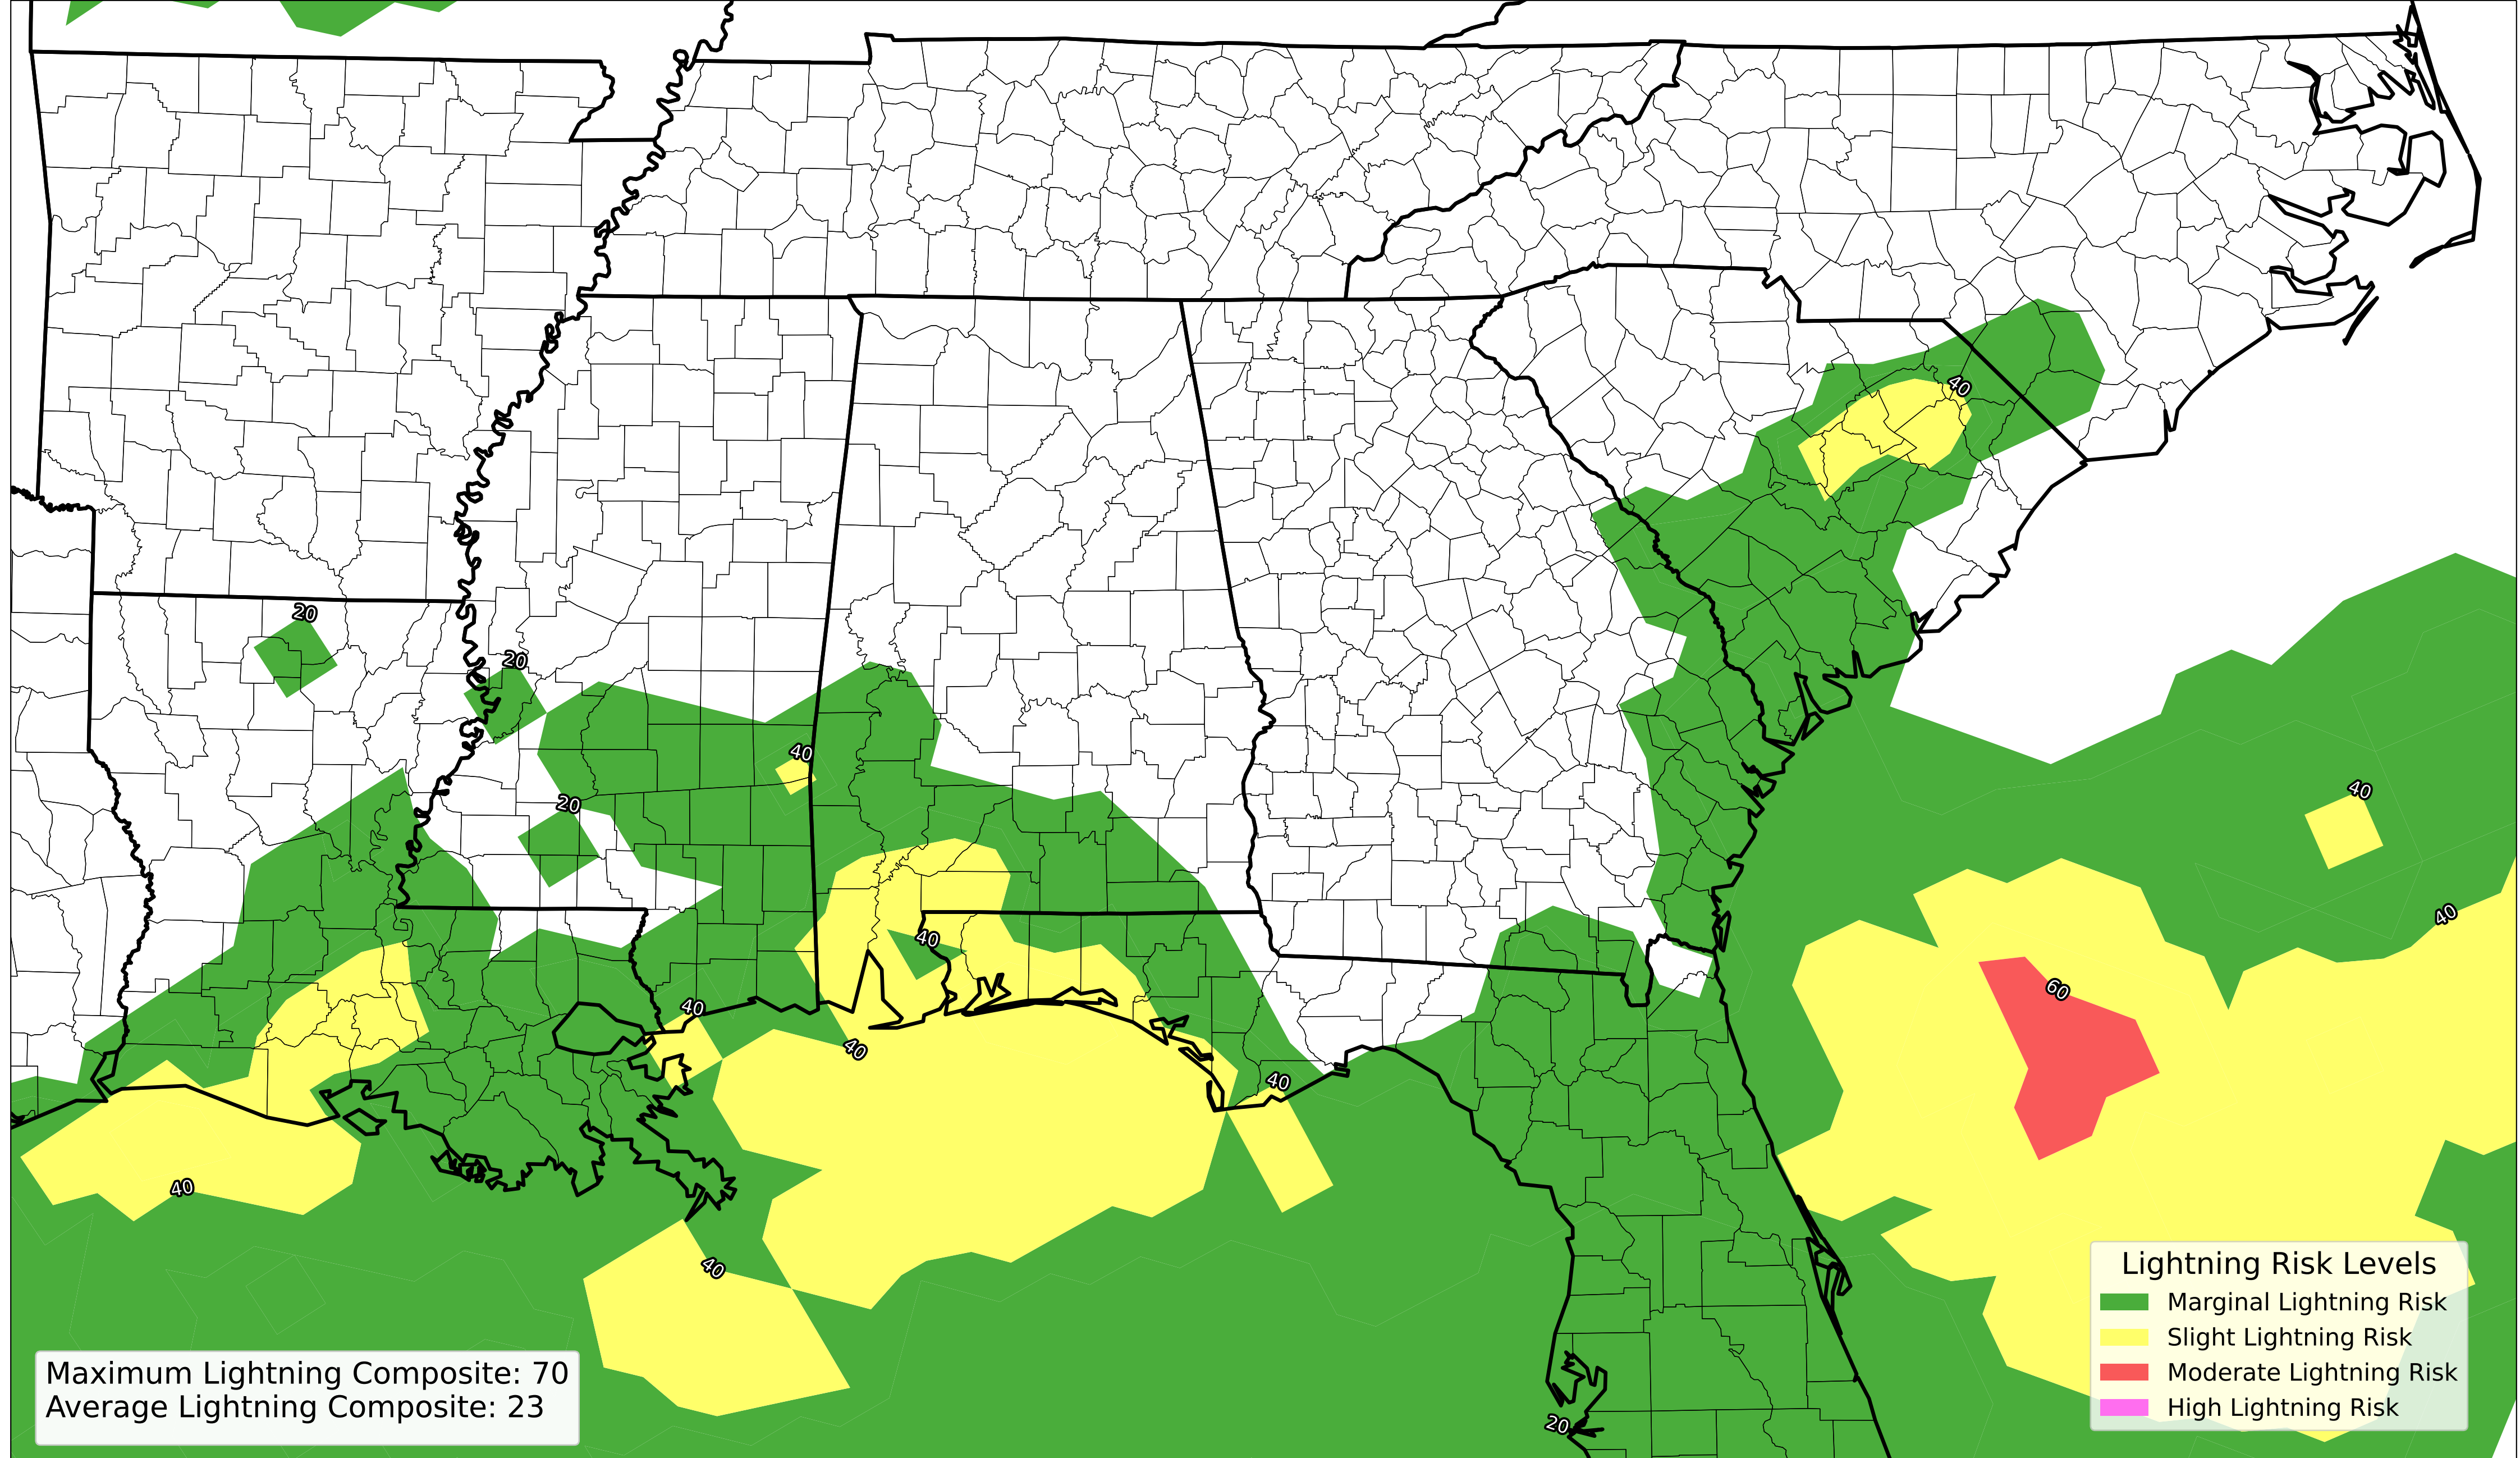 40
20
20
40
20
40
40
40
40
60
40
40
40
40
Lightning Risk Levels
Marginal Lightning Risk
Slight Lightning Risk
Moderate Lightning Risk
High Lightning Risk
Maximum Lightning Composite: 70
Average Lightning Composite: 23
20